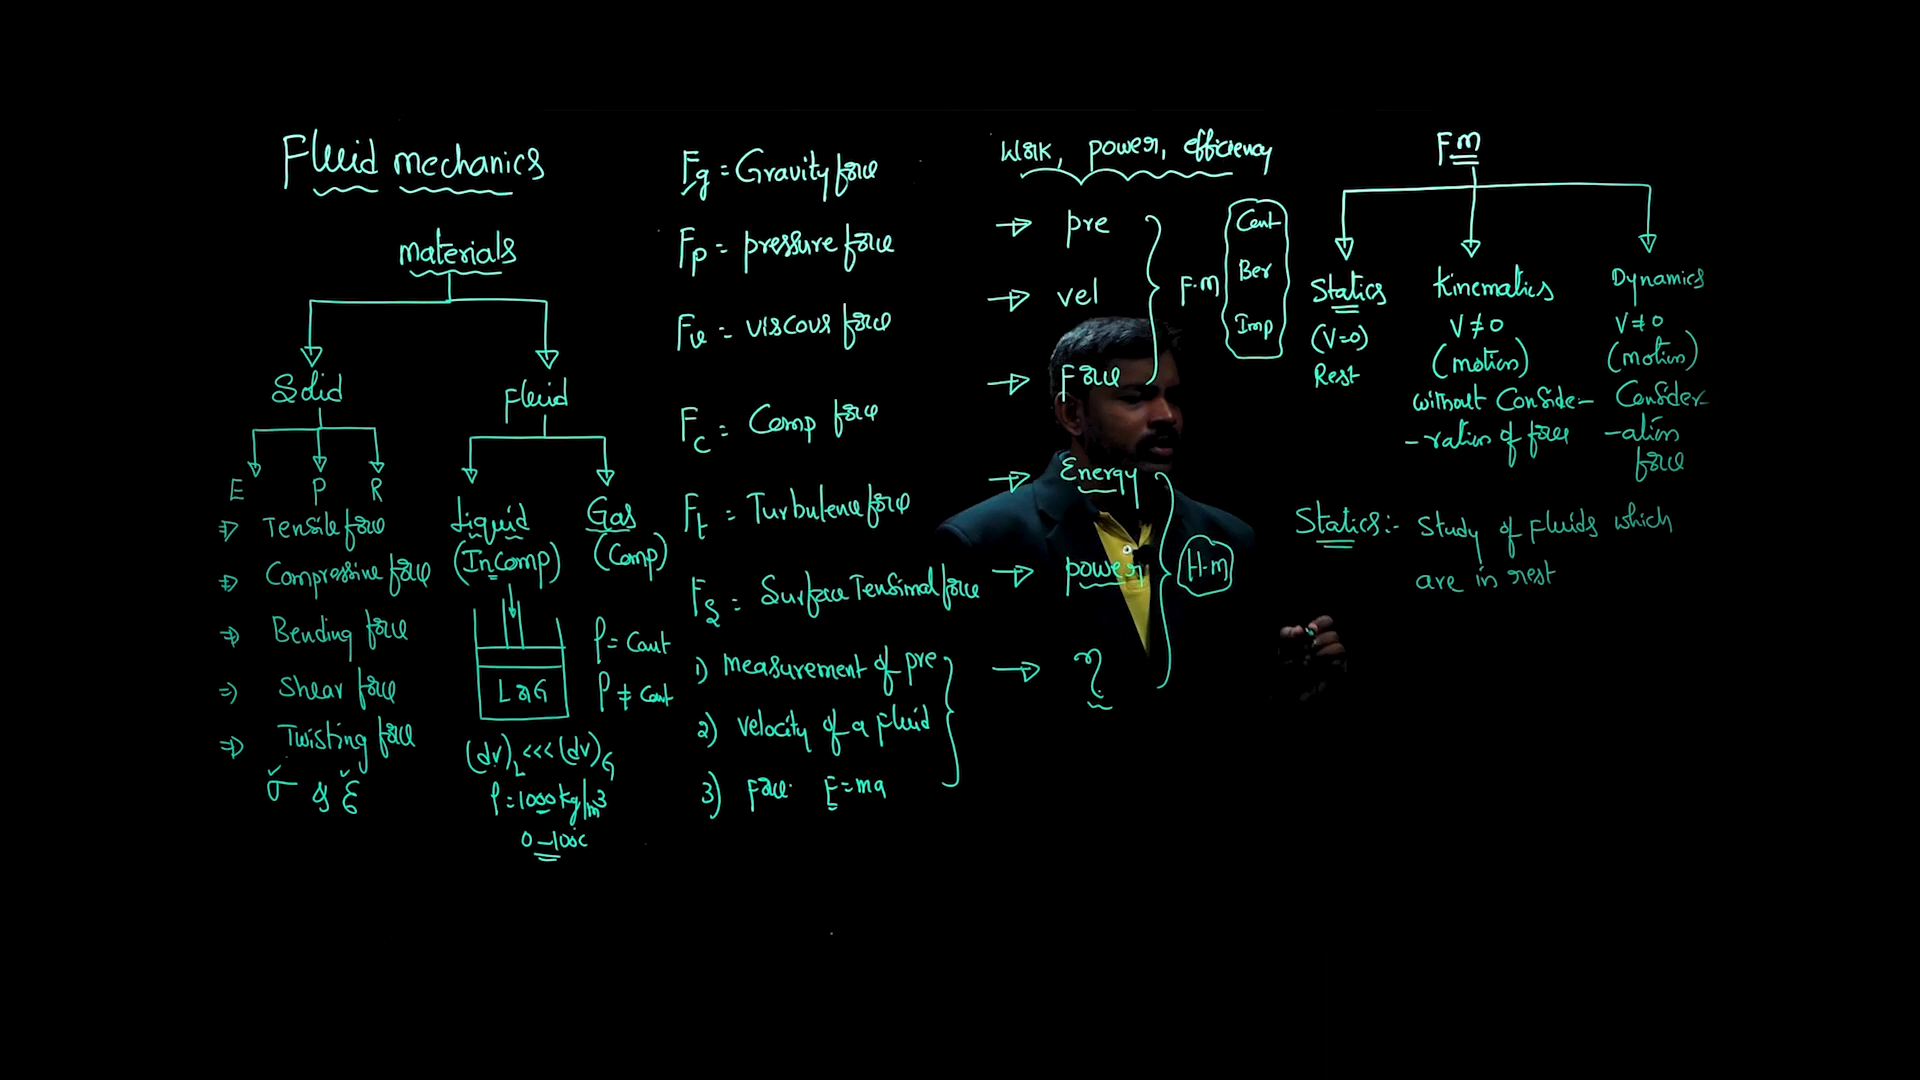 Fluid mechanics
materials
Solid
Fluid
E P R
⇒ Tensile force
⇒ Compressive force
⇒ Bending force
⇒ Shear force
⇒ Twisting force
σ & ξ
Liquid
(InComp)
Gas
(Comp)
L or G
ρ = Cont
ρ ≠ Cont
(dv)L <<< (dv)G
ρ = 1000 kg/m³
0-100c
Fg = Gravity force
Fp = pressure force
Fv = viscous force
Fc = Comp force
Ft = Turbulence force
Fs = Surface Tensimal force
1) measurement of pre
2) velocity of a Fluid
3) Force F = ma
Work, power, efficiency
→ pre
→ vel
→ Force
F.m
Cont
Ber
Imp
→ Energy
→ power
→ η
H.m
Fm
Statics
(V=0)
Rest
Kinematics
V ≠ 0
(motion)
without Conside-
-ration of force
Dynamics
V ≠ 0
(motion)
Consider-
-ation
force
Statics:- Study of Fluids which
are in rest